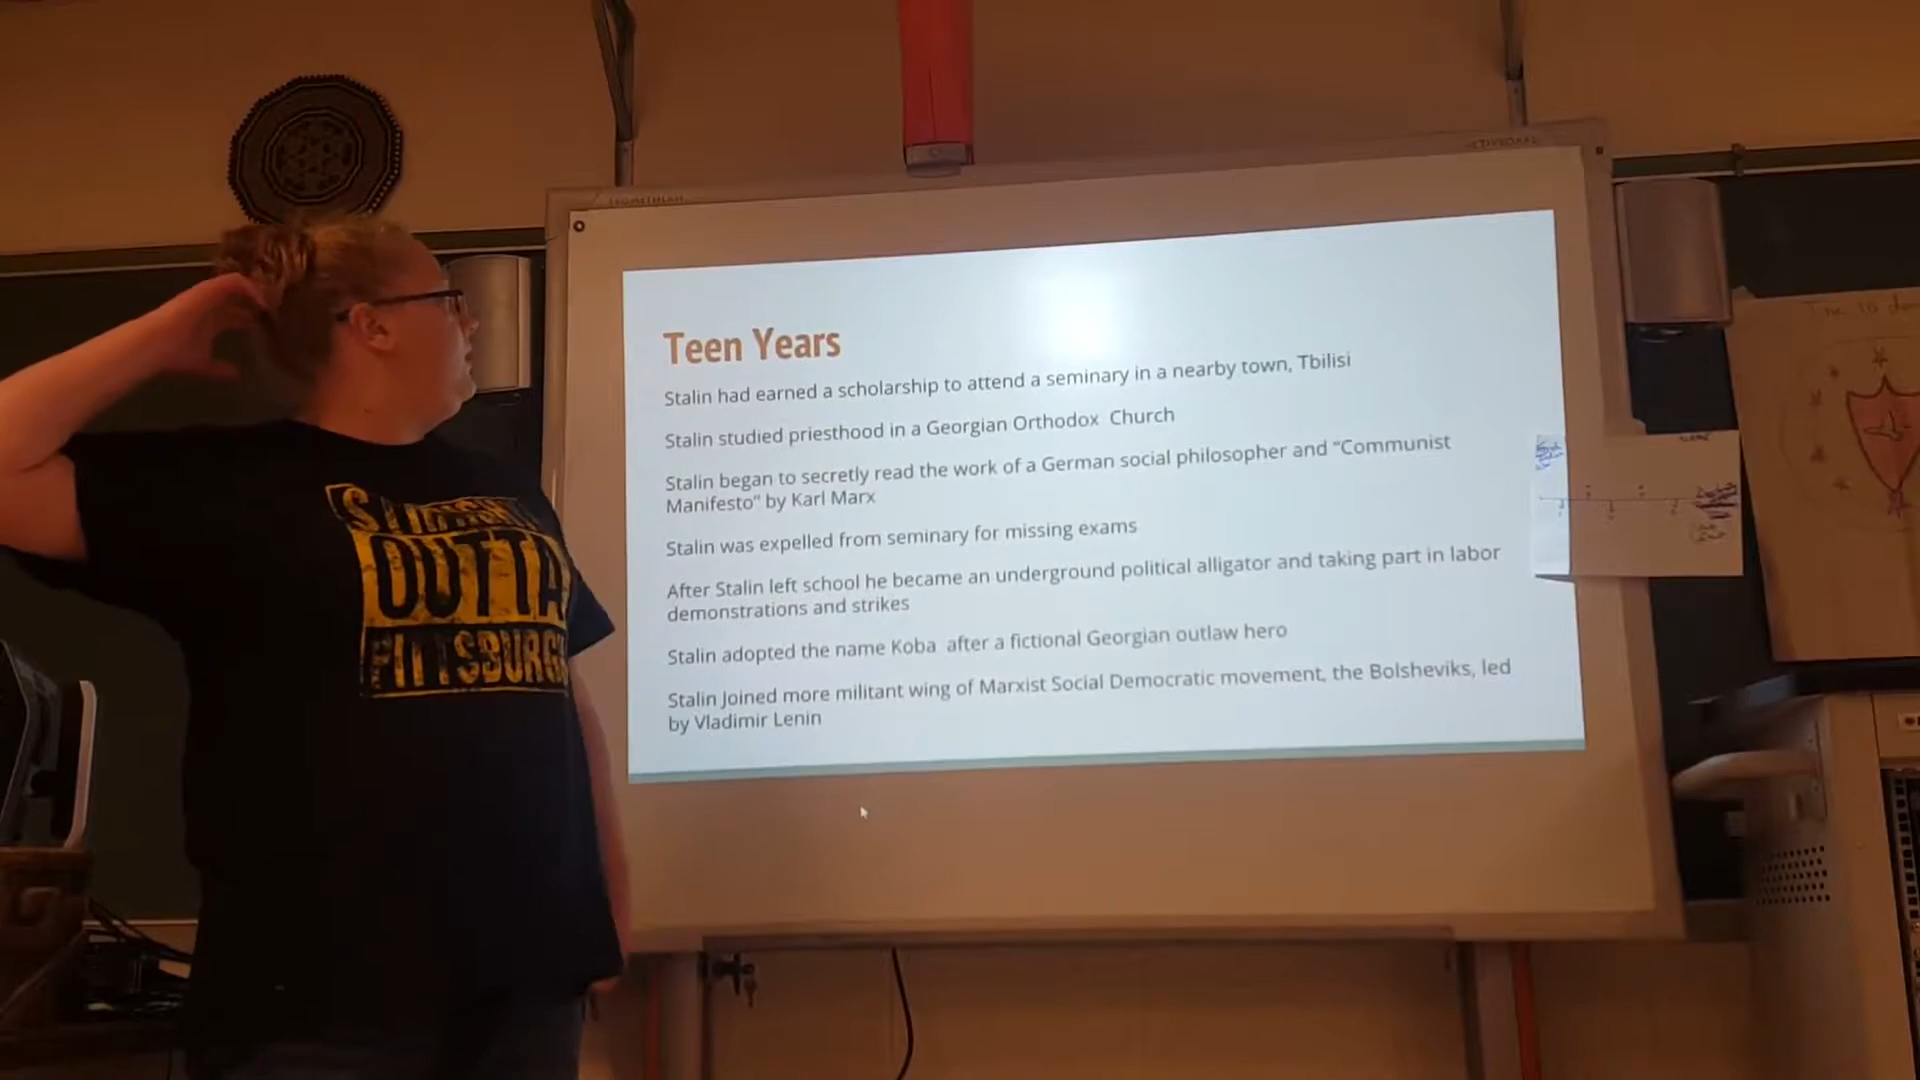 Teen Years
Stalin had earned a scholarship to attend a seminary in a nearby town, Tbilisi
Stalin studied priesthood in a Georgian Orthodox Church
Stalin began to secretly read the work of a German social philosopher and “Communist
Manifesto” by Karl Marx
Stalin was expelled from seminary for missing exams
After Stalin left school he became an underground political alligator and taking part in labor
demonstrations and strikes
Stalin adopted the name Koba after a fictional Georgian outlaw hero
Stalin Joined more militant wing of Marxist Social Democratic movement, the Bolsheviks, led
by Vladimir Lenin
OUTTA
PITTSBURGH
The 10